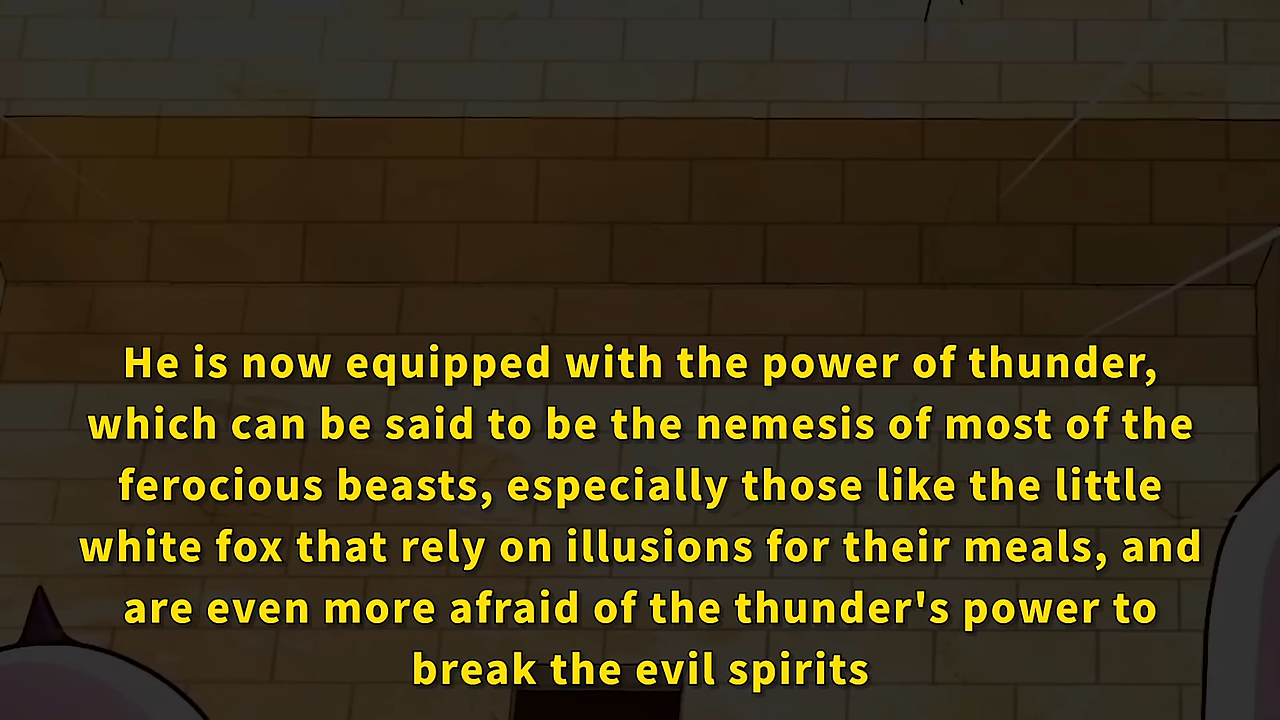 He is now equipped with the power of thunder,
which can be said to be the nemesis of most of the
ferocious beasts, especially those like the little
white fox that rely on illusions for their meals, and
are even more afraid of the thunder's power to
break the evil spirits